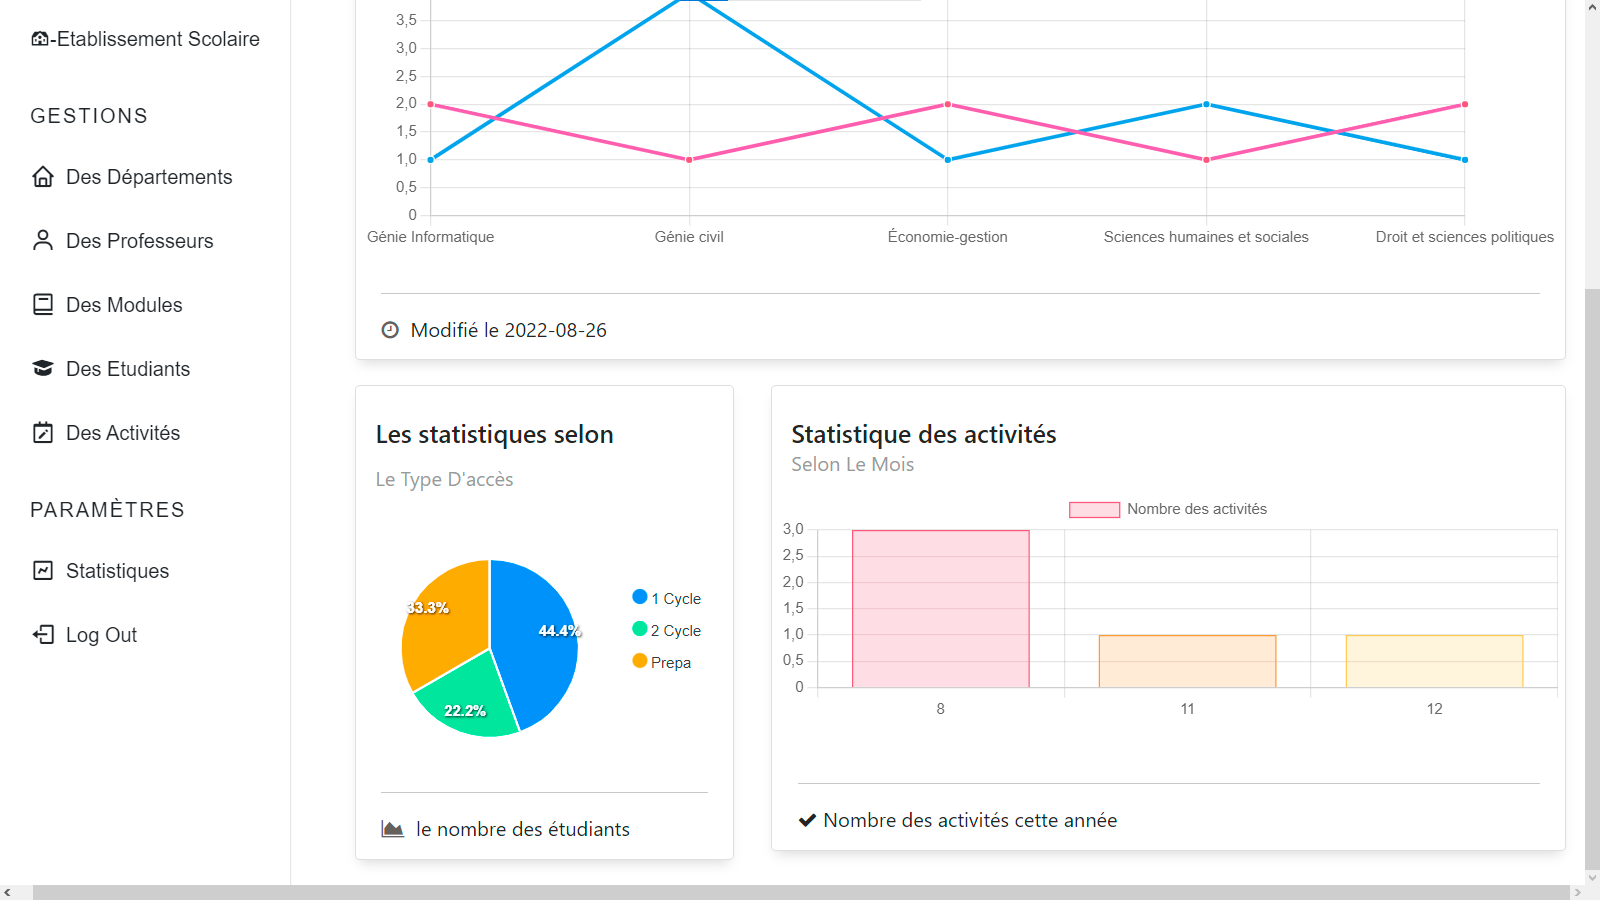 -Etablissement Scolaire
GESTIONS
Des Départements
Des Professeurs
Des Modules
Des Etudiants
Des Activités
PARAMÈTRES
Statistiques
Log Out
3,5
3,0
2,5
2,0
1,5
1,0
0,5
0
Génie Informatique
Génie civil
Économie-gestion
Sciences humaines et sociales
Droit et sciences politiques
Modifié le 2022-08-26
Les statistiques selon
Le Type D'accès
33.3%
44.4%
22.2%
1 Cycle
2 Cycle
Prepa
le nombre des étudiants
Statistique des activités
Selon Le Mois
Nombre des activités
3,0
2,5
2,0
1,5
1,0
0,5
0
8
11
12
Nombre des activités cette année